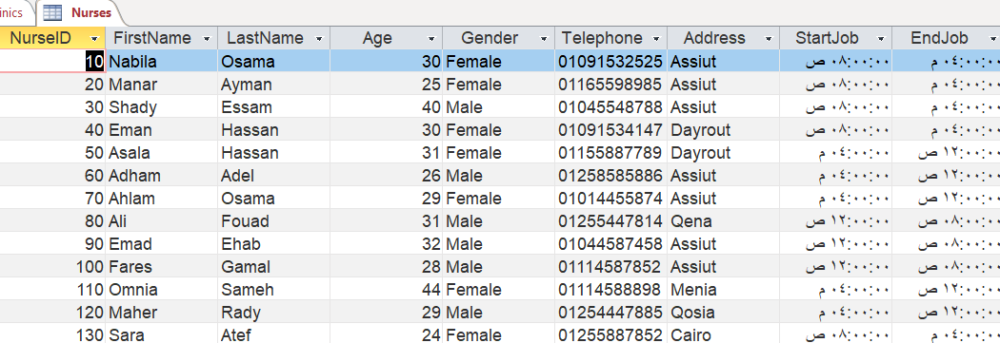 inics Nurses
NurseID FirstName LastName Age Gender Telephone Address StartJob EndJob
10 Nabila Osama 30 Female 01091532525 Assiut ٠٨:٠٠:٠٠ ص ٠٤:٠٠:٠٠ م
20 Manar Ayman 25 Female 01165598985 Assiut ٠٨:٠٠:٠٠ ص ٠٤:٠٠:٠٠ م
30 Shady Essam 40 Male 01045548788 Assiut ٠٨:٠٠:٠٠ ص ٠٤:٠٠:٠٠ م
40 Eman Hassan 30 Female 01091534147 Dayrout ٠٨:٠٠:٠٠ ص ٠٤:٠٠:٠٠ م
50 Asala Hassan 31 Female 01155887789 Dayrout ٠٤:٠٠:٠٠ م ١٢:٠٠:٠٠ ص
60 Adham Adel 26 Male 01258585886 Assiut ٠٤:٠٠:٠٠ م ١٢:٠٠:٠٠ ص
70 Ahlam Osama 29 Female 01014455874 Assiut ٠٤:٠٠:٠٠ م ١٢:٠٠:٠٠ ص
80 Ali Fouad 31 Male 01255447814 Qena ١٢:٠٠:٠٠ ص ٠٨:٠٠:٠٠ ص
90 Emad Ehab 32 Male 01044587458 Assiut ١٢:٠٠:٠٠ ص ٠٨:٠٠:٠٠ ص
100 Fares Gamal 28 Male 01114587852 Assiut ١٢:٠٠:٠٠ ص ٠٨:٠٠:٠٠ ص
110 Omnia Sameh 44 Female 01114588898 Menia ٠٤:٠٠:٠٠ م ١٢:٠٠:٠٠ ص
120 Maher Rady 29 Male 01254447885 Qosia ٠٤:٠٠:٠٠ م ١٢:٠٠:٠٠ ص
130 Sara Atef 24 Female 01255887852 Cairo ٠٨:٠٠:٠٠ ص ٠٤:٠٠:٠٠ م